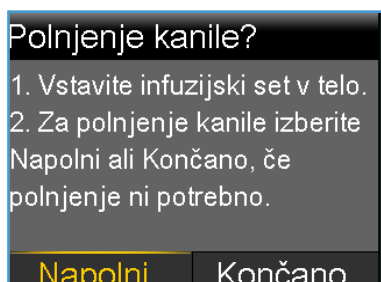 Polnjenje kanile?
1. Vstavite infuzijski set v telo.
2. Za polnjenje kanile izberite
Napolni ali Končano, če
polnjenje ni potrebno.
Napolni
Končano